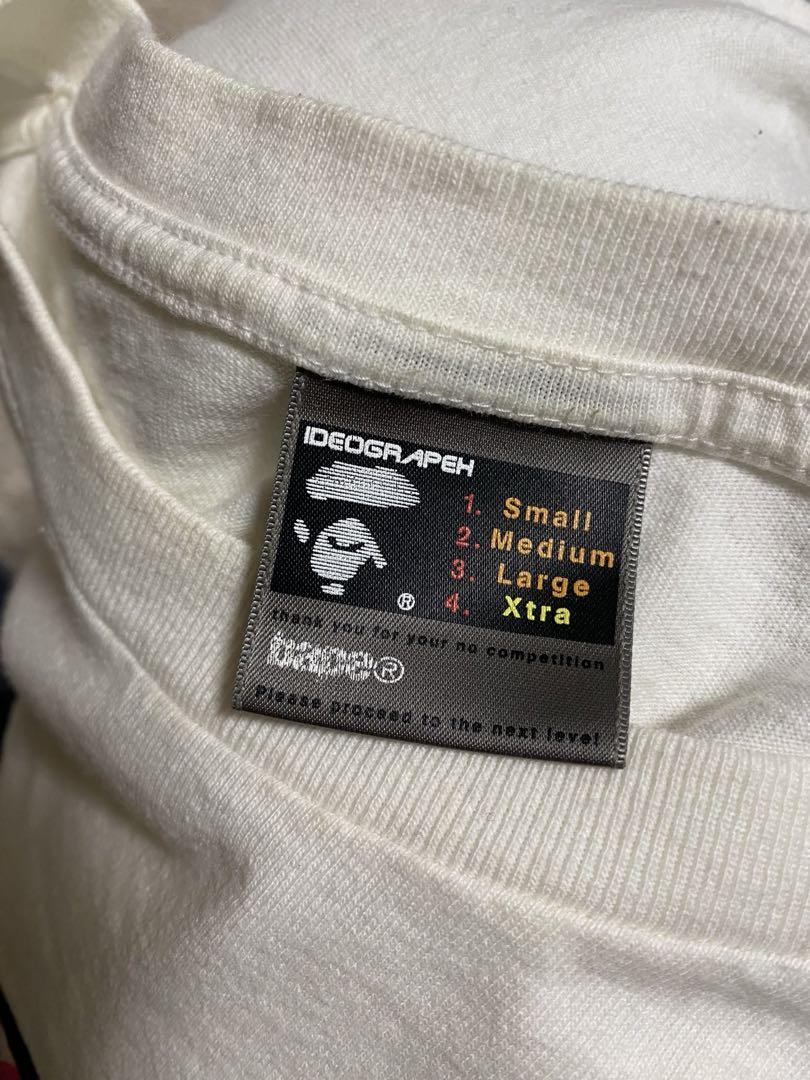 IDEOGRAPEH
1. Small
2. Medium
3. Large
4. Xtra
®
thank you for your no competition
bape®
Please proceed to the next level